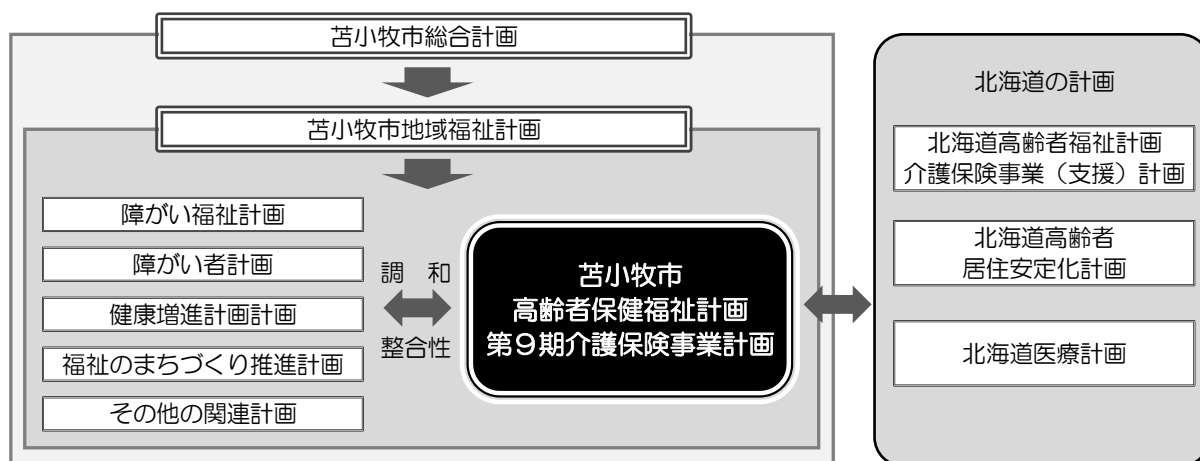 苫小牧市総合計画
苫小牧市地域福祉計画
障がい福祉計画
障がい者計画
健康増進計画計画
福祉のまちづくり推進計画
その他の関連計画
調 和
整合性
苫小牧市
高齢者保健福祉計画
第9期介護保険事業計画
北海道の計画
北海道高齢者福祉計画
介護保険事業(支援)計画
北海道高齢者
居住安定化計画
北海道医療計画